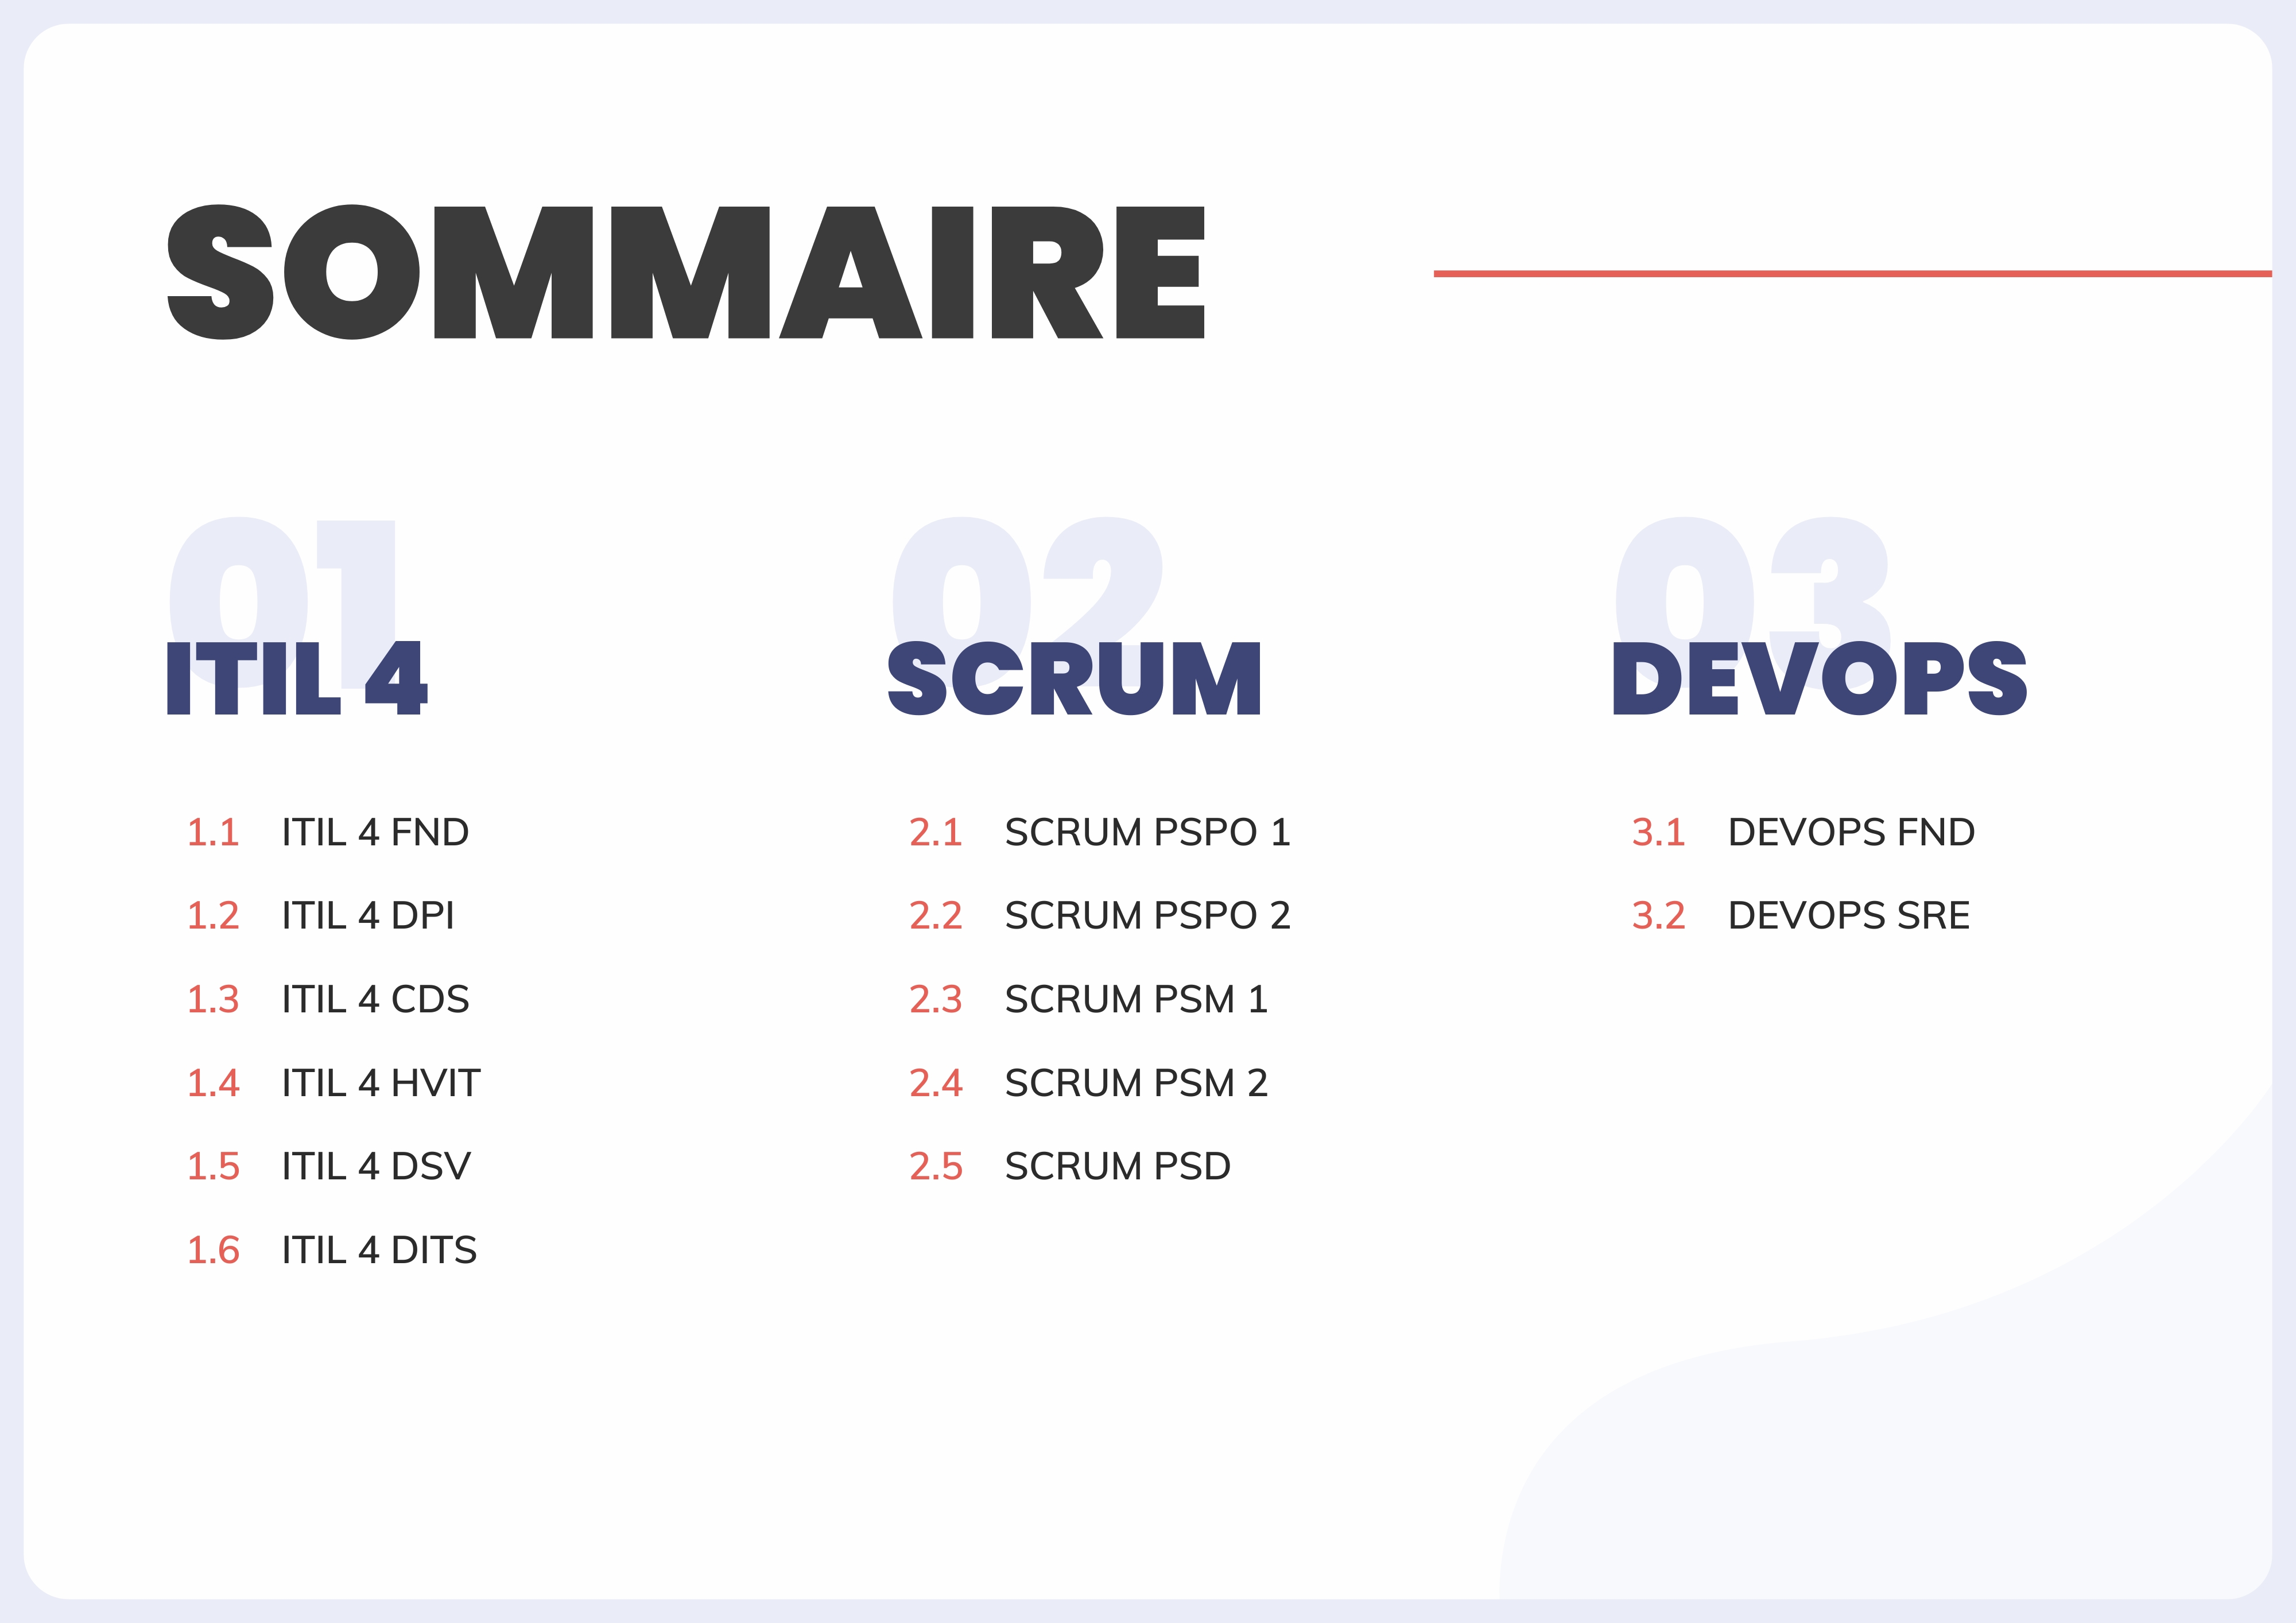 SOMMAIRE
01
ITIL 4
1.1 ITIL 4 FND
1.2 ITIL 4 DPI
1.3 ITIL 4 CDS
1.4 ITIL 4 HVIT
1.5 ITIL 4 DSV
1.6 ITIL 4 DITS
02
SCRUM
2.1 SCRUM PSPO 1
2.2 SCRUM PSPO 2
2.3 SCRUM PSM 1
2.4 SCRUM PSM 2
2.5 SCRUM PSD
03
DEVOPS
3.1 DEVOPS FND
3.2 DEVOPS SRE